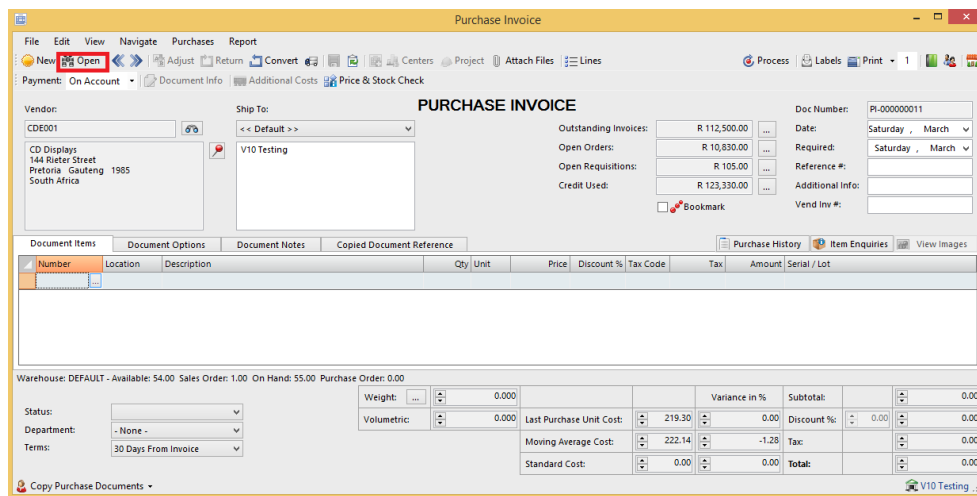 Purchase Invoice
File Edit View Navigate Purchases Report
New Open Adjust Return Convert Centers Project Attach Files Lines Process Labels Print 1
Payment: On Account Document Info Additional Costs Price & Stock Check
PURCHASE INVOICE
Vendor: Ship To: Doc Number: PI-000000011
CDE001 << Default >> Outstanding Invoices: R 112,500.00 ... Date: Saturday , March
CD Displays V10 Testing Open Orders: R 10,830.00 ... Required: Saturday , March
144 Rieter Street
Pretoria Gauteng 1985 Open Requisitions: R 105.00 ... Reference #:
South Africa Credit Used: R 123,330.00 ... Additional Info:
Bookmark Vend Inv #:
Document Items Document Options Document Notes Copied Document Reference Purchase History Item Enquiries View Images
Number Location Description Qty Unit Price Discount % Tax Code Tax Amount Serial / Lot
...
Warehouse: DEFAULT - Available: 54.00 Sales Order: 1.00 On Hand: 55.00 Purchase Order: 0.00
Weight: ... 0.000 Variance in % Subtotal: 0.00
Status: Volumetric: 0.000 Last Purchase Unit Cost: 219.30 0.00 Discount %: 0.00 0.00
Department: - None - Moving Average Cost: 222.14 -1.28 Tax: 0.00
Terms: 30 Days From Invoice Standard Cost: 0.00 0.00 Total: 0.00
Copy Purchase Documents V10 Testing